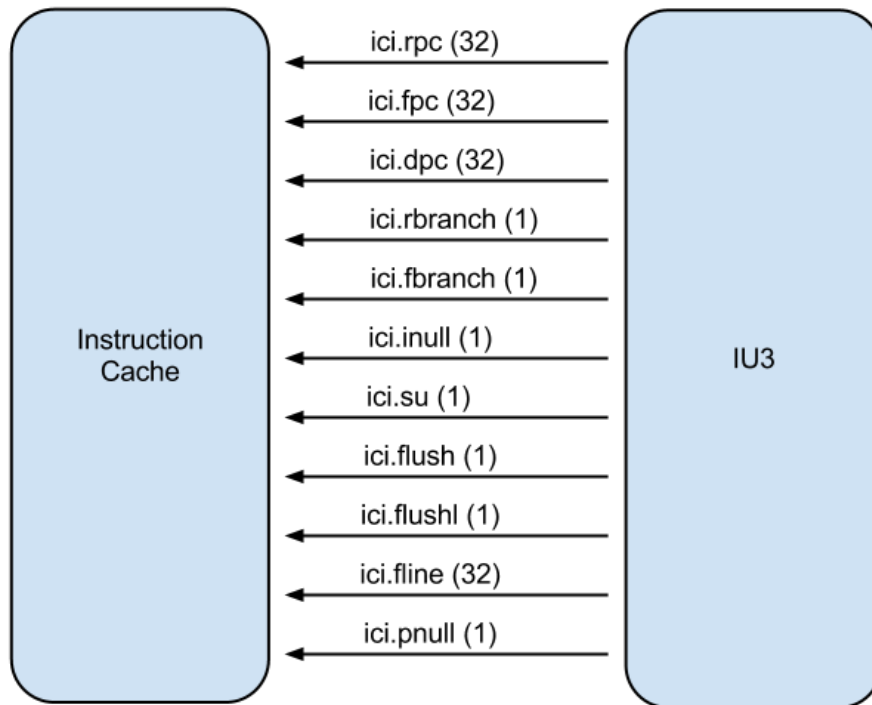 ici.rpc (32)
ici.fpc (32)
ici.dpc (32)
ici.rbranch (1)
ici.fbranch (1)
Instruction
Cache
ici.inull (1)
IU3
ici.su (1)
ici.flush (1)
ici.flushl (1)
ici.fline (32)
ici.pnull (1)